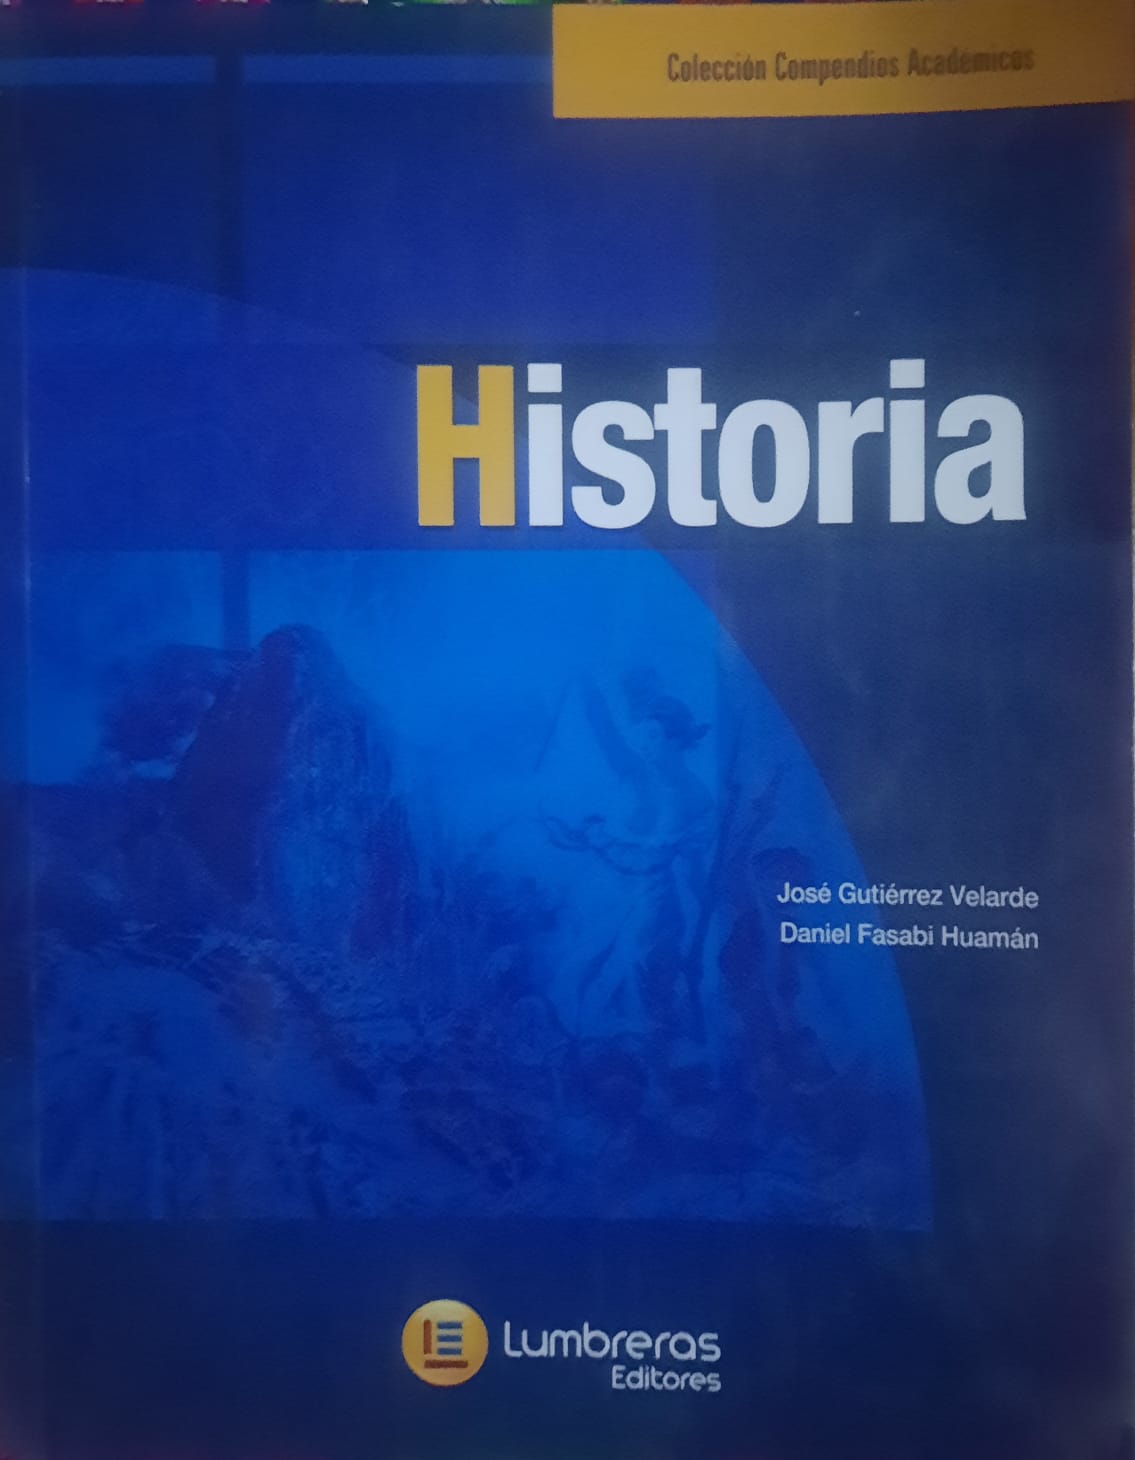 Colección Compendios Académicos
Historia
José Gutiérrez Velarde
Daniel Fasabi Huamán
Lumbreras
Editores